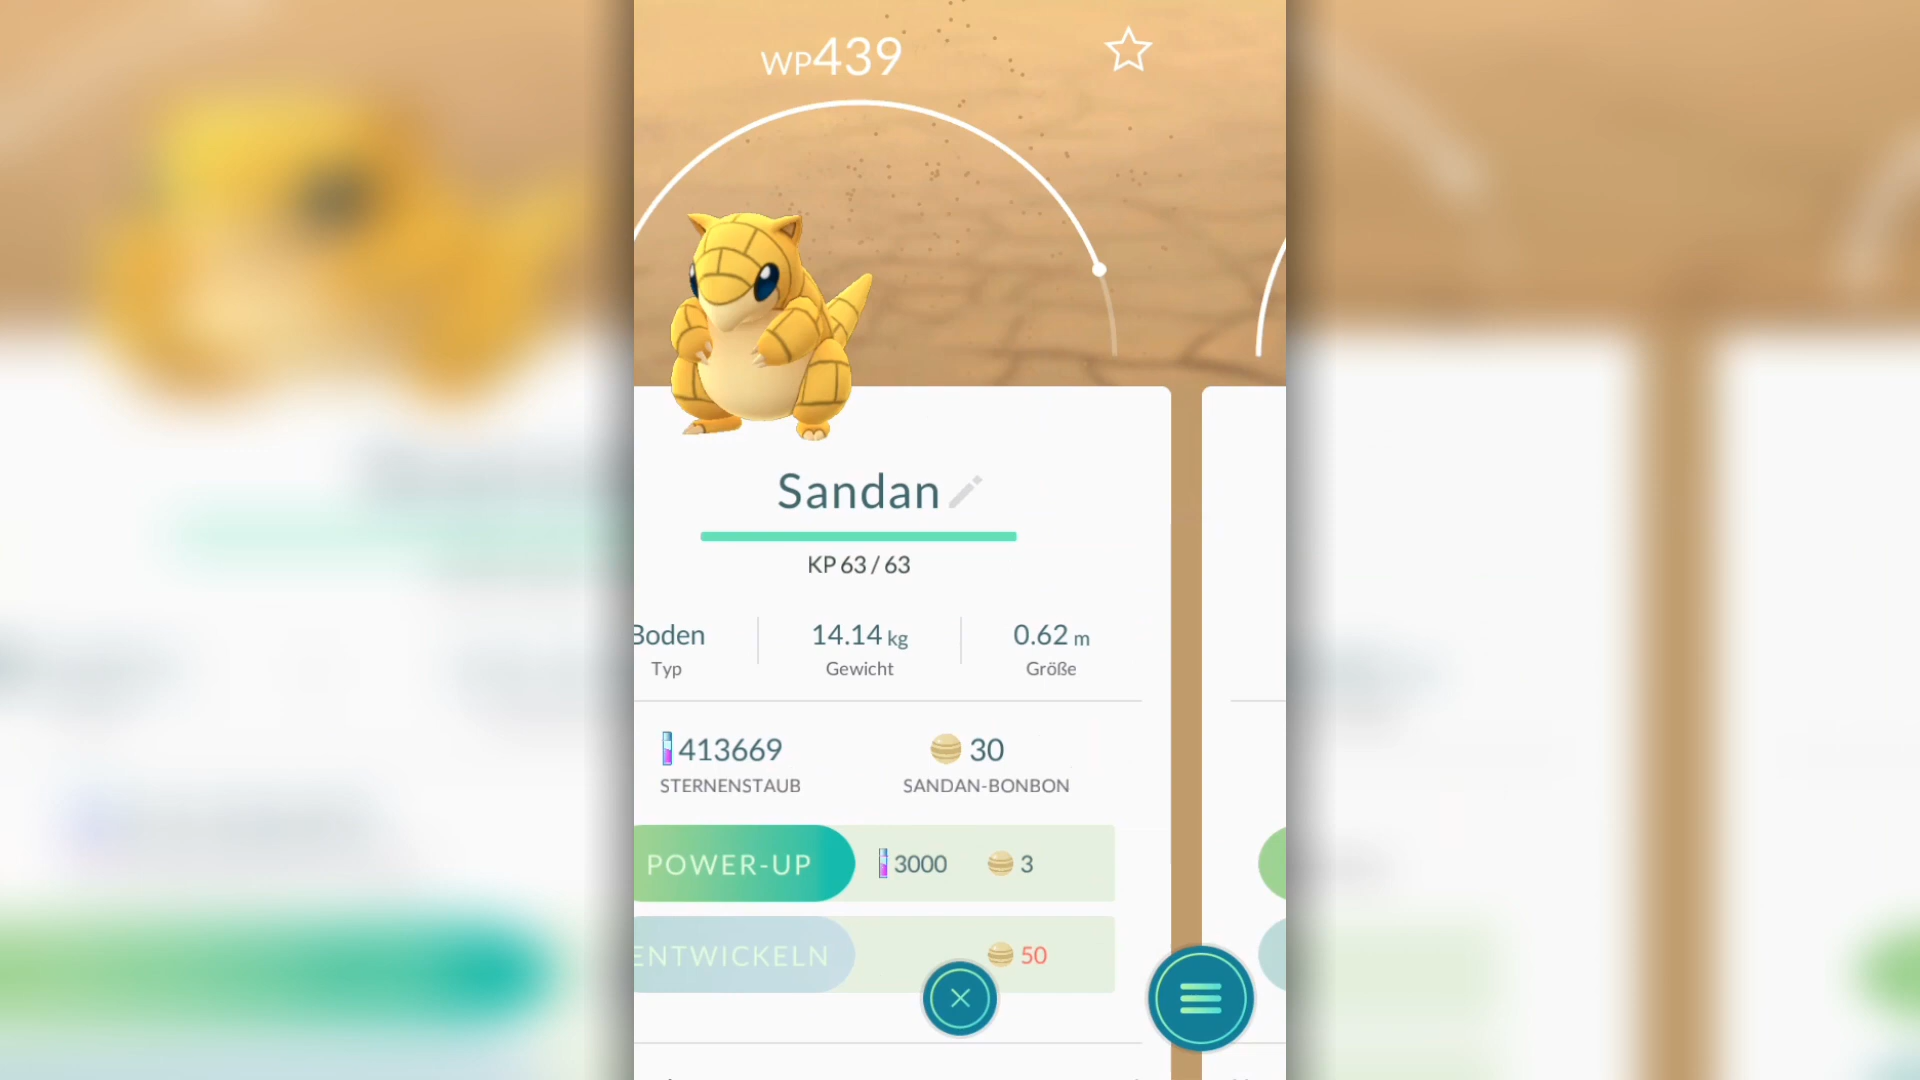 WP439
Sandan
KP 63 / 63
Boden
Typ
14.14 kg
Gewicht
0.62 m
Größe
413669
STERNENSTAUB
30
SANDAN-BONBON
POWER-UP
3000
3
ENTWICKELN
50